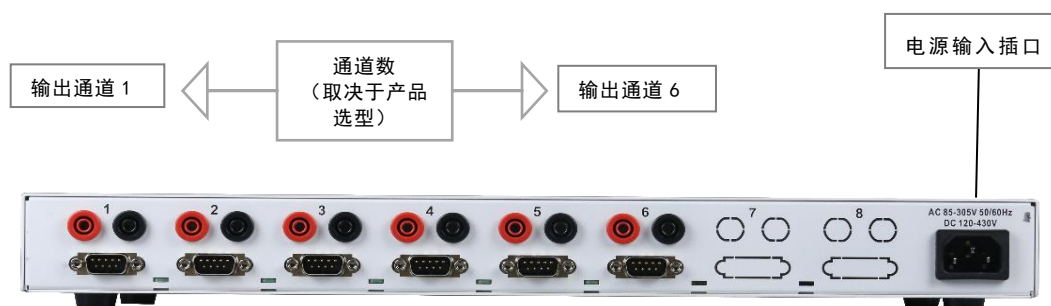 电源输入插口
通道数
输出通道 1
(取决于产品
输出通道 6
选型)
1 2 3 4 5 6 7 8
AC 85-305V 50/60Hz
DC 120-430V